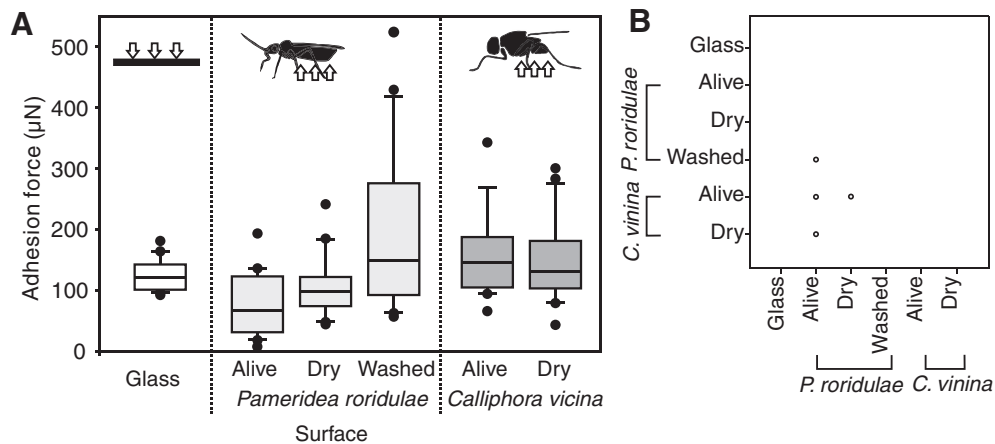 A
Adhesion force (µN)
500
400
300
200
100
0
Glass
Alive Dry Washed
Alive Dry
Pameridea roridulae
Calliphora vicina
Surface
B
Glass
Alive
Dry
Washed
Alive
Dry
P. roridulae
C. vinina
Glass
Alive
Dry
Washed
Alive
Dry
P. roridulae
C. vinina